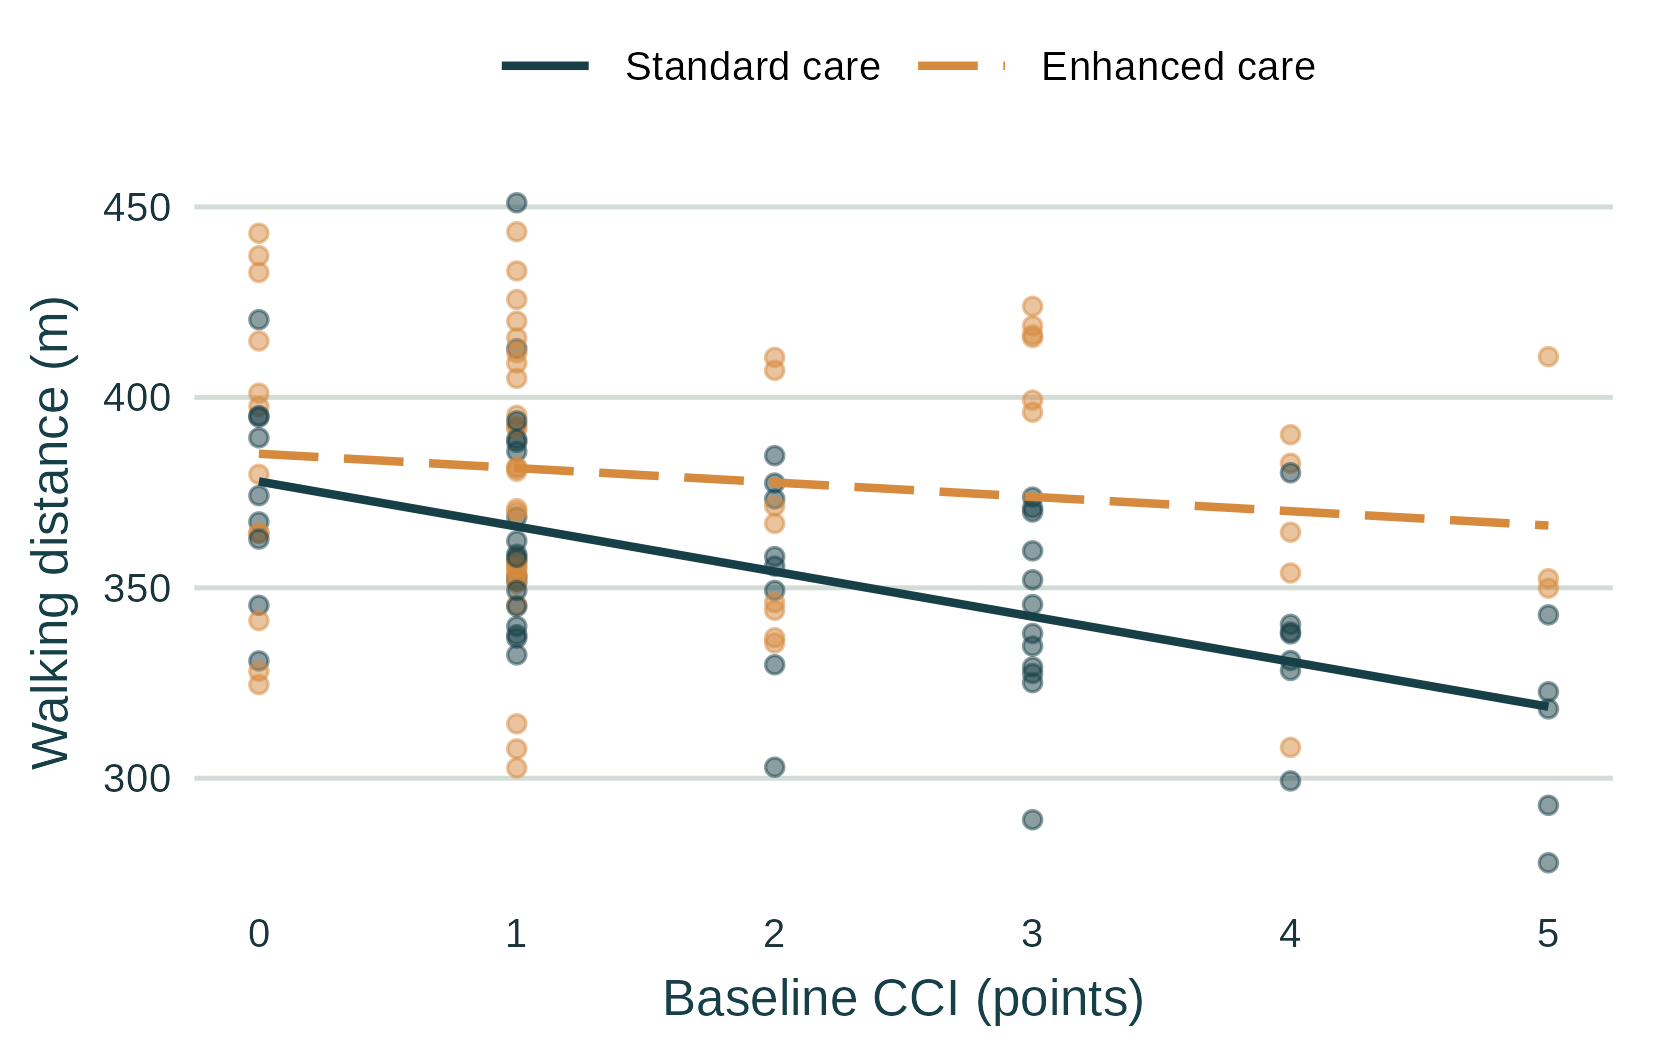 Standard care Enhanced care
Walking distance (m)
450
400
350
300
0 1 2 3 4 5
Baseline CCI (points)